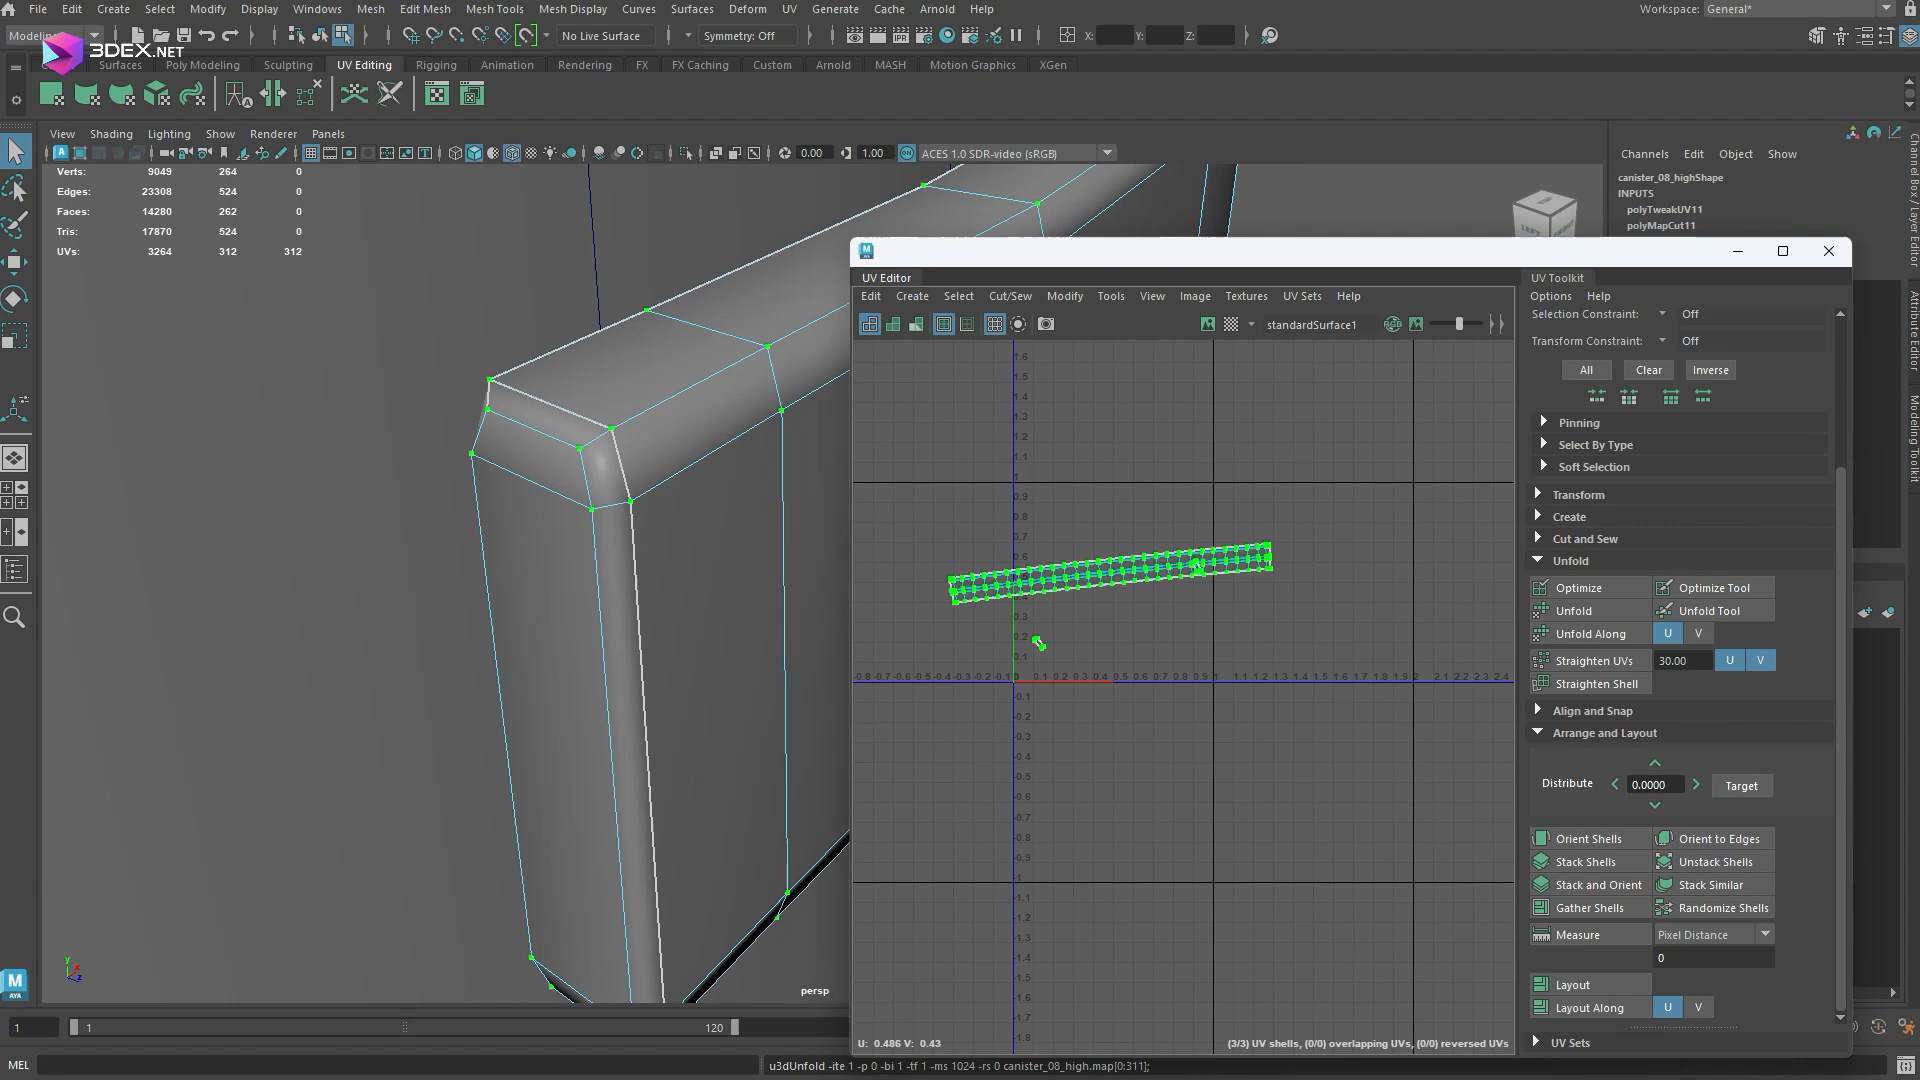 File Edit Create Select Modify Display Windows Mesh Edit Mesh Mesh Tools Mesh Display Curves Surfaces Deform UV Generate Cache Arnold Help Workspace: General*
3DEX.NET No Live Surface Symmetry: Off X: Y: Z:
Surfaces Poly Modeling Sculpting UV Editing Rigging Animation Rendering FX FX Caching Custom Arnold MASH Motion Graphics XGen
View Shading Lighting Show Renderer Panels
0.00 1.00 ACES 1.0 SDR-video (sRGB)
Channels Edit Object Show
Verts: 9049 264 0
Edges: 23308 524 0
Faces: 14280 262 0
Tris: 17870 524 0
UVs: 3264 312 312
canister_08_highShape
INPUTS
polyTweakUV11
polyMapCut11
Channel Box / Layer Editor
Attribute Editor
Modeling Toolkit
UV Editor
Edit Create Select Cut/Sew Modify Tools View Image Textures UV Sets Help
standardSurface1
UV Toolkit
Options Help
Selection Constraint: Off
Transform Constraint: Off
All Clear Inverse
Pinning
Select By Type
Soft Selection
Transform
Create
Cut and Sew
Unfold
Optimize Optimize Tool
Unfold Unfold Tool
Unfold Along U V
Straighten UVs 30.00 U V
Straighten Shell
Align and Snap
Arrange and Layout
Distribute 0.0000 Target
Orient Shells Orient to Edges
Stack Shells Unstack Shells
Stack and Orient Stack Similar
Gather Shells Randomize Shells
Measure Pixel Distance
0
Layout
Layout Along U V
UV Sets
persp
U: 0.486 V: 0.43 (3/3) UV shells, (0/0) overlapping UVs, (0/0) reversed UVs
1 1 120
MEL u3dUnfold -ite 1 -p 0 -bi 1 -tf 1 -ms 1024 -rs 0 canister_08_high.map[0:311];